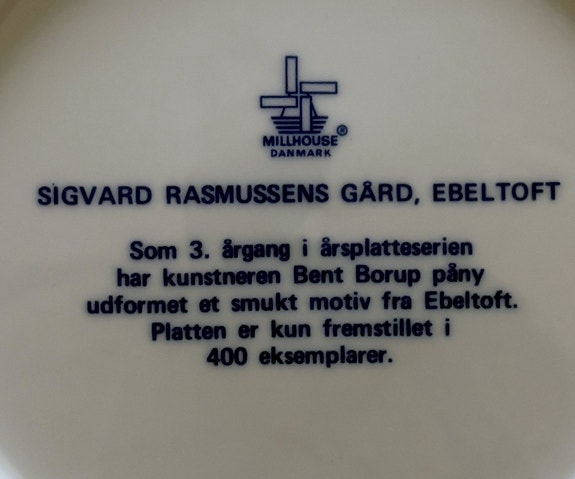 MILLHOUSE®
DANMARK
SIGVARD RASMUSSENS GÅRD, EBELTOFT
Som 3. årgang i årsplatteserien
har kunstneren Bent Borup påny
udformet et smukt motiv fra Ebeltoft.
Platten er kun fremstillet i
400 eksemplarer.